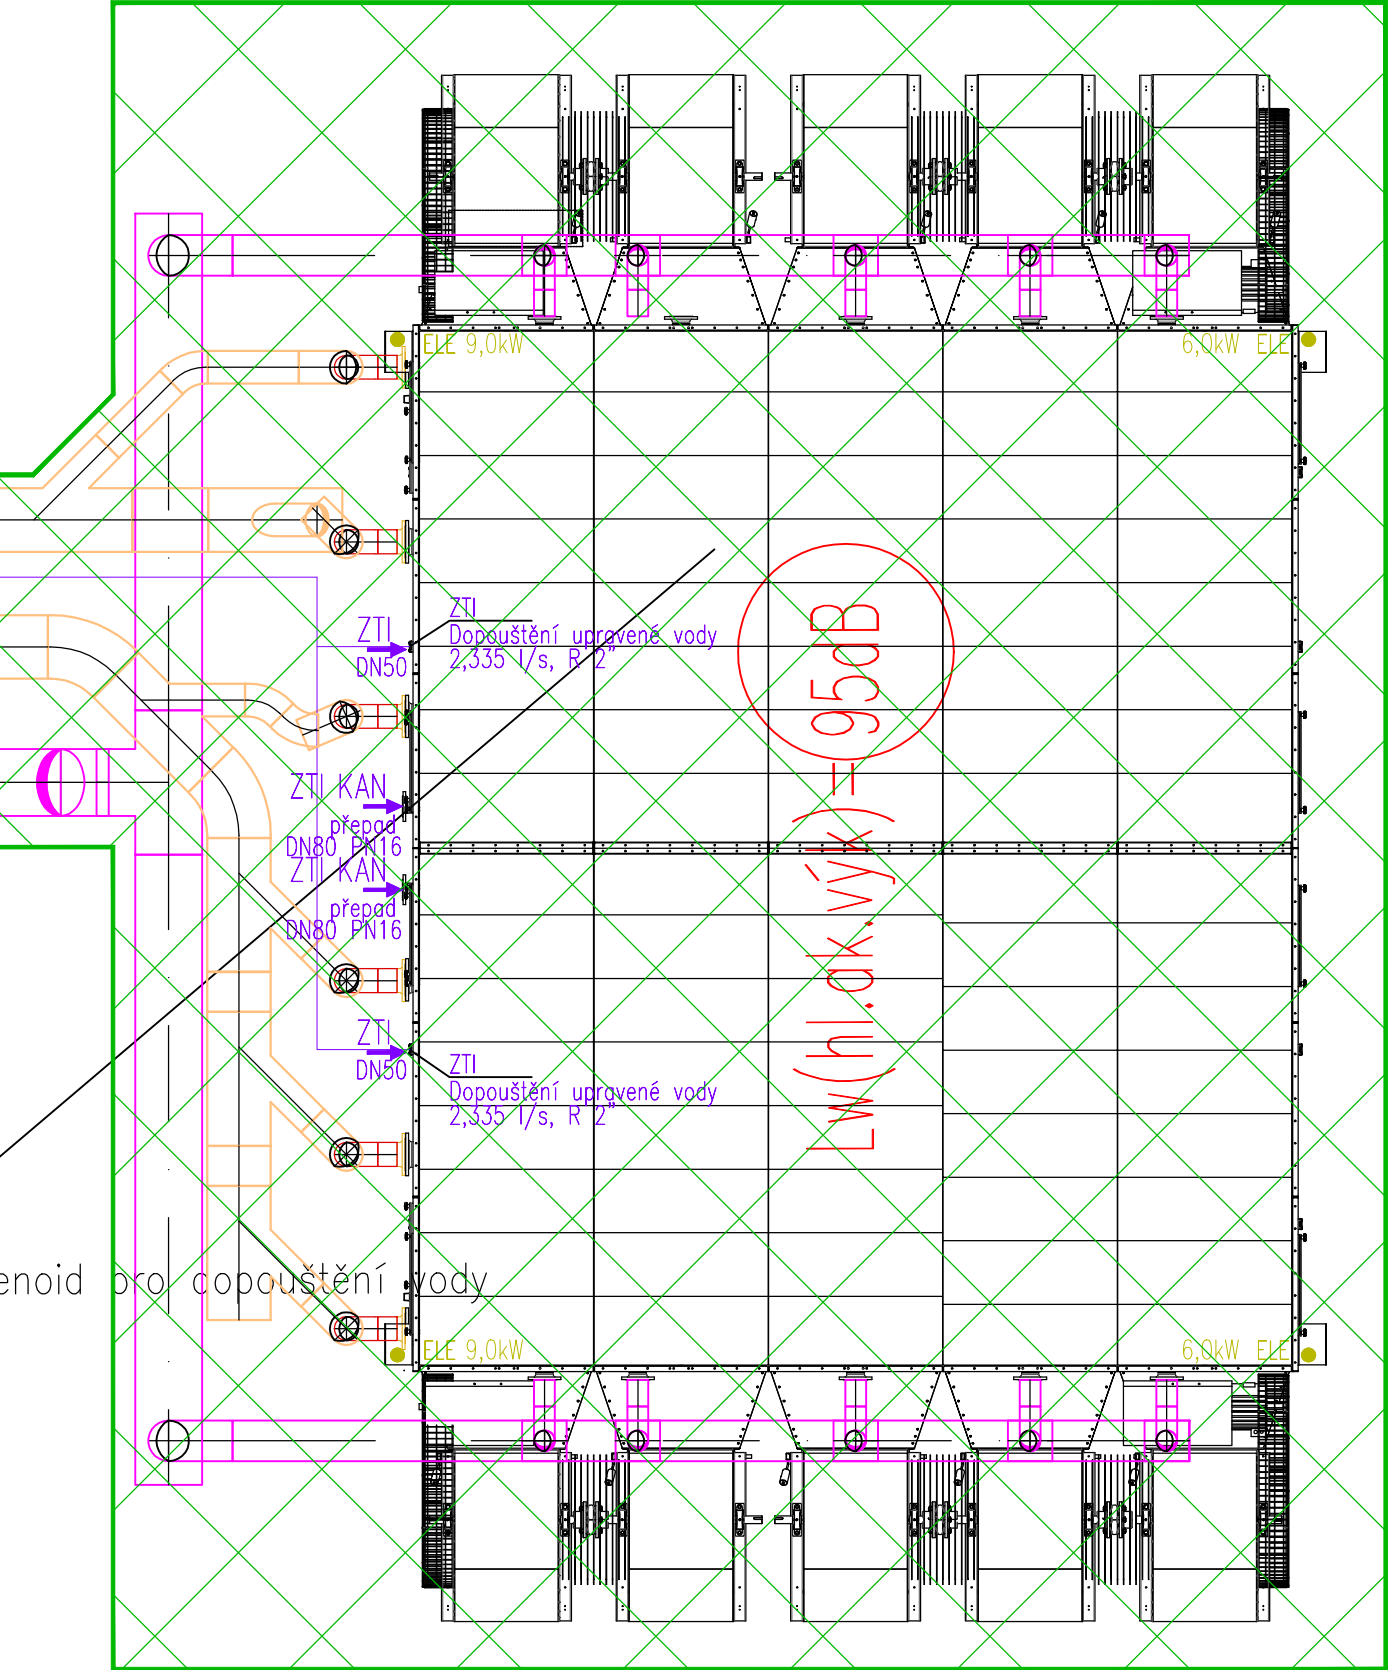 ELE 9,0kW
6,0kW ELE
ZTI
DN50
ZTI
Dopouštění upravené vody
2,335 l/s, R 2"
Lw(hl.ak.výk)=95dB
ZTI KAN
přepad
DN80 PN16
ZTI KAN
přepad
DN80 PN16
ZTI
DN50
ZTI
Dopouštění upravené vody
2,335 l/s, R 2"
enoid pro dopouštění vody
ELE 9,0kW
6,0kW ELE